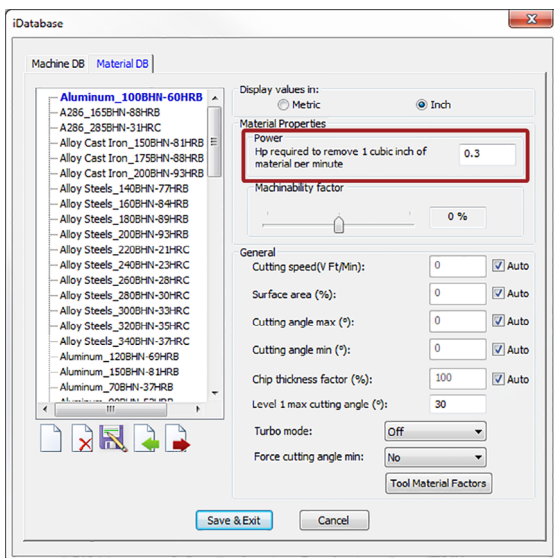 iDatabase
Machine DB
Material DB
Aluminum_100BHN-60HRB
A286_165BHN-88HRB
A286_285BHN-31HRC
Alloy Cast Iron_150BHN-81HRB
Alloy Cast Iron_175BHN-88HRB
Alloy Cast Iron_200BHN-93HRB
Alloy Steels_140BHN-77HRB
Alloy Steels_160BHN-84HRB
Alloy Steels_180BHN-89HRB
Alloy Steels_200BHN-93HRB
Alloy Steels_220BHN-21HRC
Alloy Steels_240BHN-23HRC
Alloy Steels_260BHN-28HRC
Alloy Steels_280BHN-30HRC
Alloy Steels_300BHN-33HRC
Alloy Steels_320BHN-35HRC
Alloy Steels_340BHN-37HRC
Aluminum_120BHN-69HRB
Aluminum_150BHN-81HRB
Aluminum_70BHN-37HRB
Display values in:
Metric
Inch
Material Properties
Power
Hp required to remove 1 cubic inch of
material per minute
0.3
Machinability factor
0 %
General
Cutting speed(V Ft/Min):
0
Auto
Surface area (%):
0
Auto
Cutting angle max (º):
0
Auto
Cutting angle min (º):
0
Auto
Chip thickness factor (%):
100
Auto
Level 1 max cutting angle (º):
30
Turbo mode:
Off
Force cutting angle min:
No
Tool Material Factors
Save & Exit
Cancel